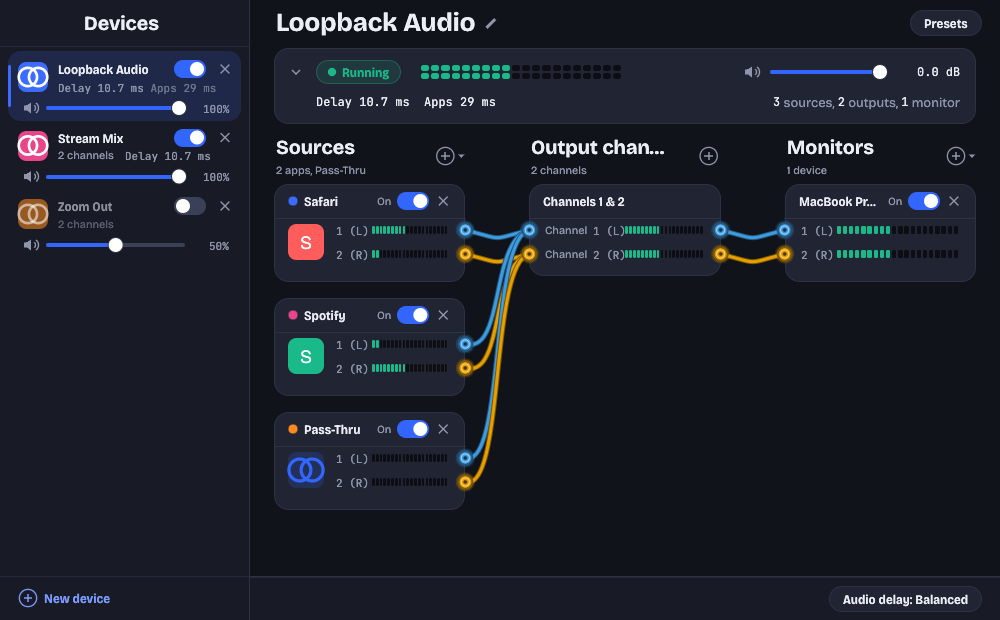 Devices
Loopback Audio
Delay 10.7 ms Apps 29 ms
100%
Stream Mix
2 channels Delay 10.7 ms
100%
Zoom Out
2 channels
50%
New device
Loopback Audio
Presets
Running
0.0 dB
Delay 10.7 ms Apps 29 ms
3 sources, 2 outputs, 1 monitor
Sources
2 apps, Pass-Thru
Safari On
S
1 (L)
2 (R)
Spotify On
S
1 (L)
2 (R)
Pass-Thru On
1 (L)
2 (R)
Output chan...
2 channels
Channels 1 & 2
Channel 1 (L)
Channel 2 (R)
Monitors
1 device
MacBook Pr... On
1 (L)
2 (R)
Audio delay: Balanced